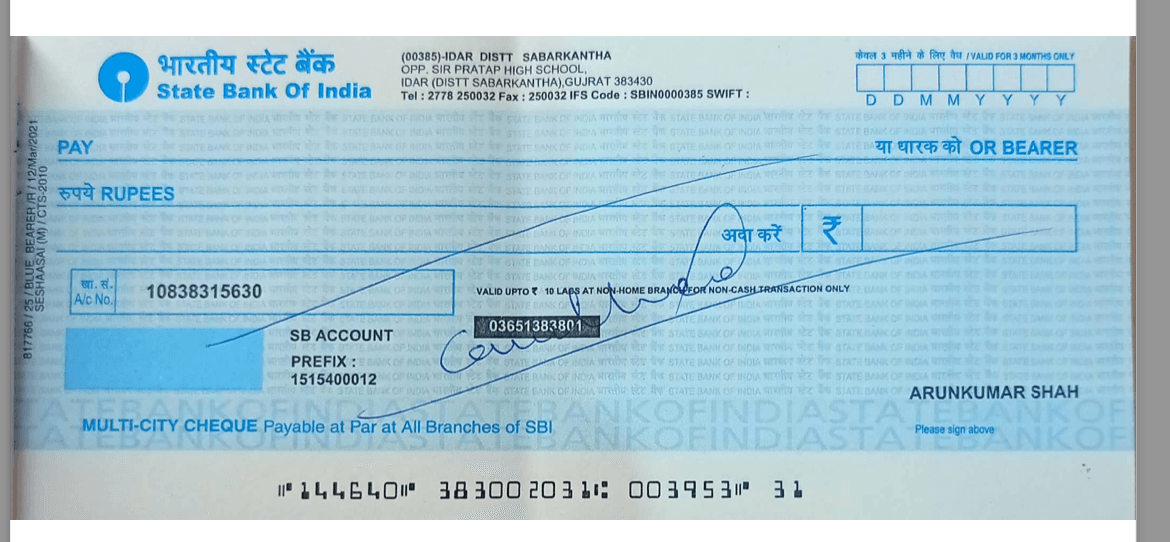 भारतीय स्टेट बैंक
State Bank Of India
(00385)-IDAR DISTT SABARKANTHA
OPP. SIR PRATAP HIGH SCHOOL,
IDAR (DISTT SABARKANTHA),GUJRAT 383430
Tel : 2778 250032 Fax : 250032 IFS Code : SBIN0000385 SWIFT :
केवल 3 महीने के लिए वैध / VALID FOR 3 MONTHS ONLY
D D M M Y Y Y Y
PAY
या धारक को OR BEARER
रुपये RUPEES
अदा करें ₹
खा. सं.
A/c No.
10838315630
VALID UPTO ₹ 10 LABS AT NON-HOME BRANCH FOR NON-CASH TRANSACTION ONLY
03651383801
SB ACCOUNT
PREFIX :
1515400012
Cancelled
ARUNKUMAR SHAH
MULTI-CITY CHEQUE Payable at Par at All Branches of SBI
Please sign above
STATEBANKOFINDIASTATEBANKOFINDIASTATEBANKOF
817766 / 25 / BLUE_BEARER / R / 12/Mar/2021
SESHAASAI (M) / CTS-2010
⑈144640⑈ 383002031⑆ 003953⑈ 31